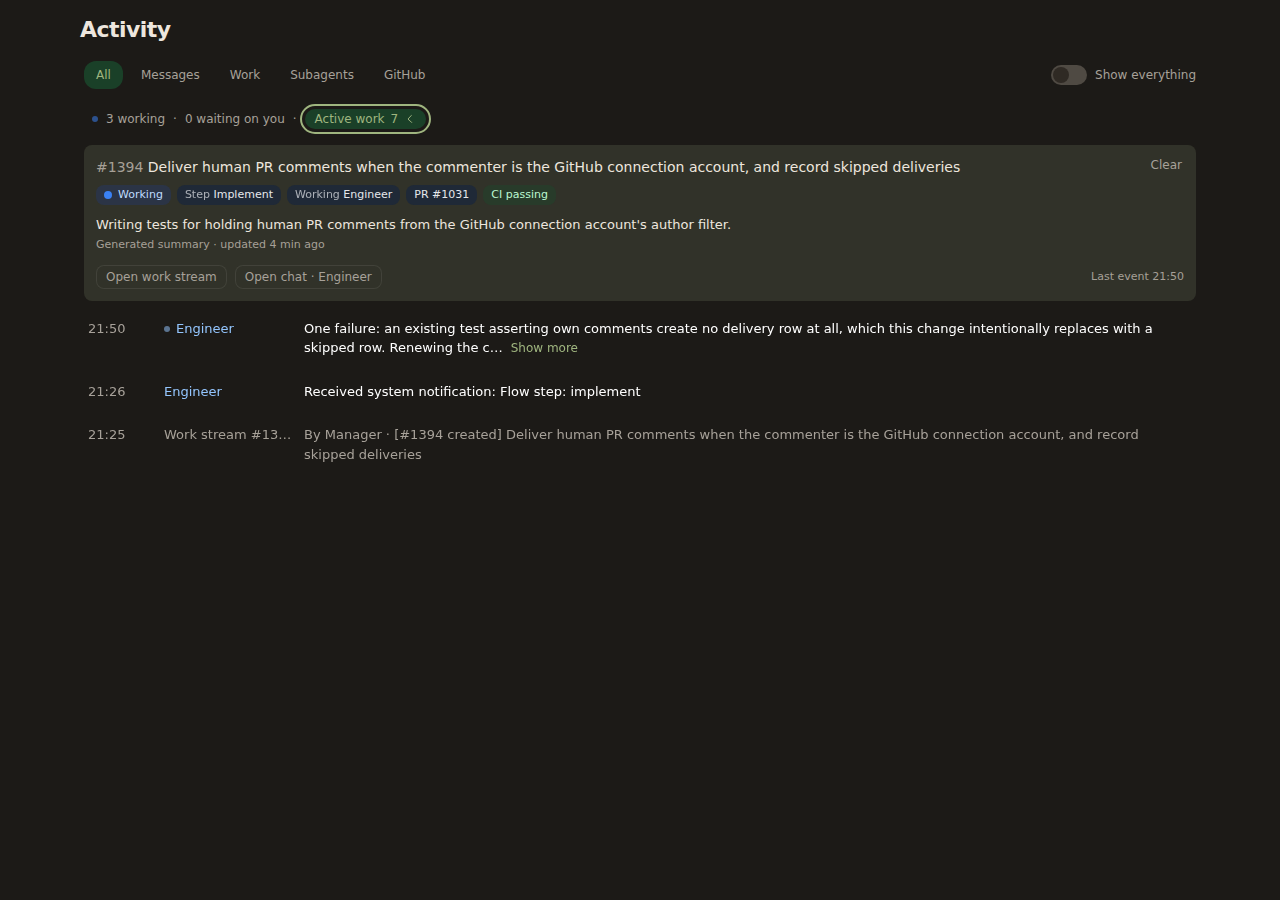 Activity
All Messages Work Subagents GitHub Show everything
3 working · 0 waiting on you · Active work 7
#1394 Deliver human PR comments when the commenter is the GitHub connection account, and record skipped deliveries Clear
Working Step Implement Working Engineer PR #1031 CI passing
Writing tests for holding human PR comments from the GitHub connection account's author filter.
Generated summary · updated 4 min ago
Open work stream Open chat · Engineer Last event 21:50
21:50 Engineer One failure: an existing test asserting own comments create no delivery row at all, which this change intentionally replaces with a
skipped row. Renewing the c… Show more
21:26 Engineer Received system notification: Flow step: implement
21:25 Work stream #13… By Manager · [#1394 created] Deliver human PR comments when the commenter is the GitHub connection account, and record
skipped deliveries